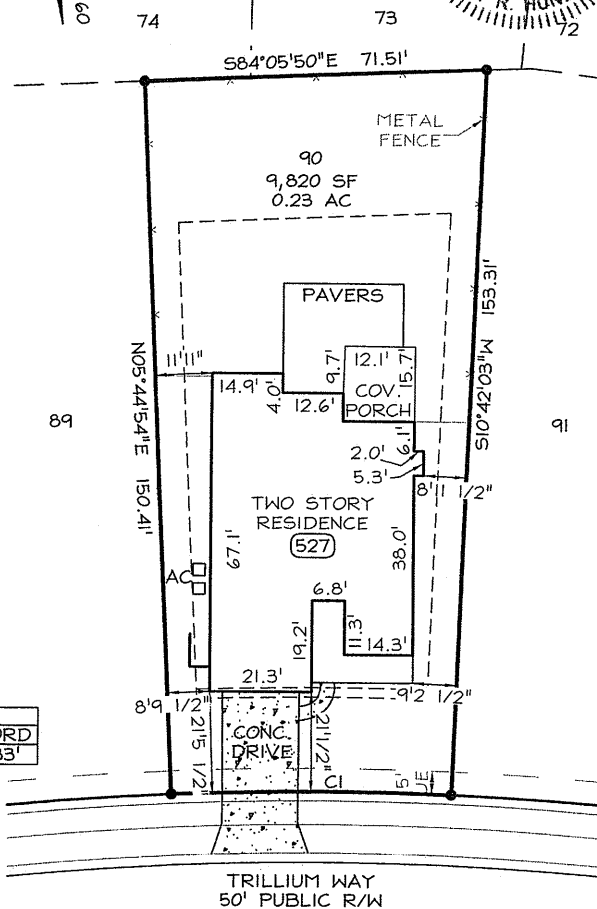 60
74
73
R. HUN
72
S84°05'50"E 71.51'
METAL
FENCE
90
9,820 SF
0.23 AC
S10°42'03"W 153.31'
PAVERS
11'11"
N05°44'54"E 150.41'
14.9'
4.0'
9.7'
12.1'
15.7'
12.6'
COV.
PORCH
89
91
6.1'
2.0'
5.3'
8' 1 1/2"
TWO STORY
RESIDENCE
527
67.1'
38.0'
AC
6.8'
19.2'
11.3'
14.3'
21.3'
8'9 1/2"
9'2 1/2"
21'5 1/2"
CONC.
DRIVE
21' 1/2"
C1
5'
UE
ORD
33'
TRILLIUM WAY
50' PUBLIC R/W